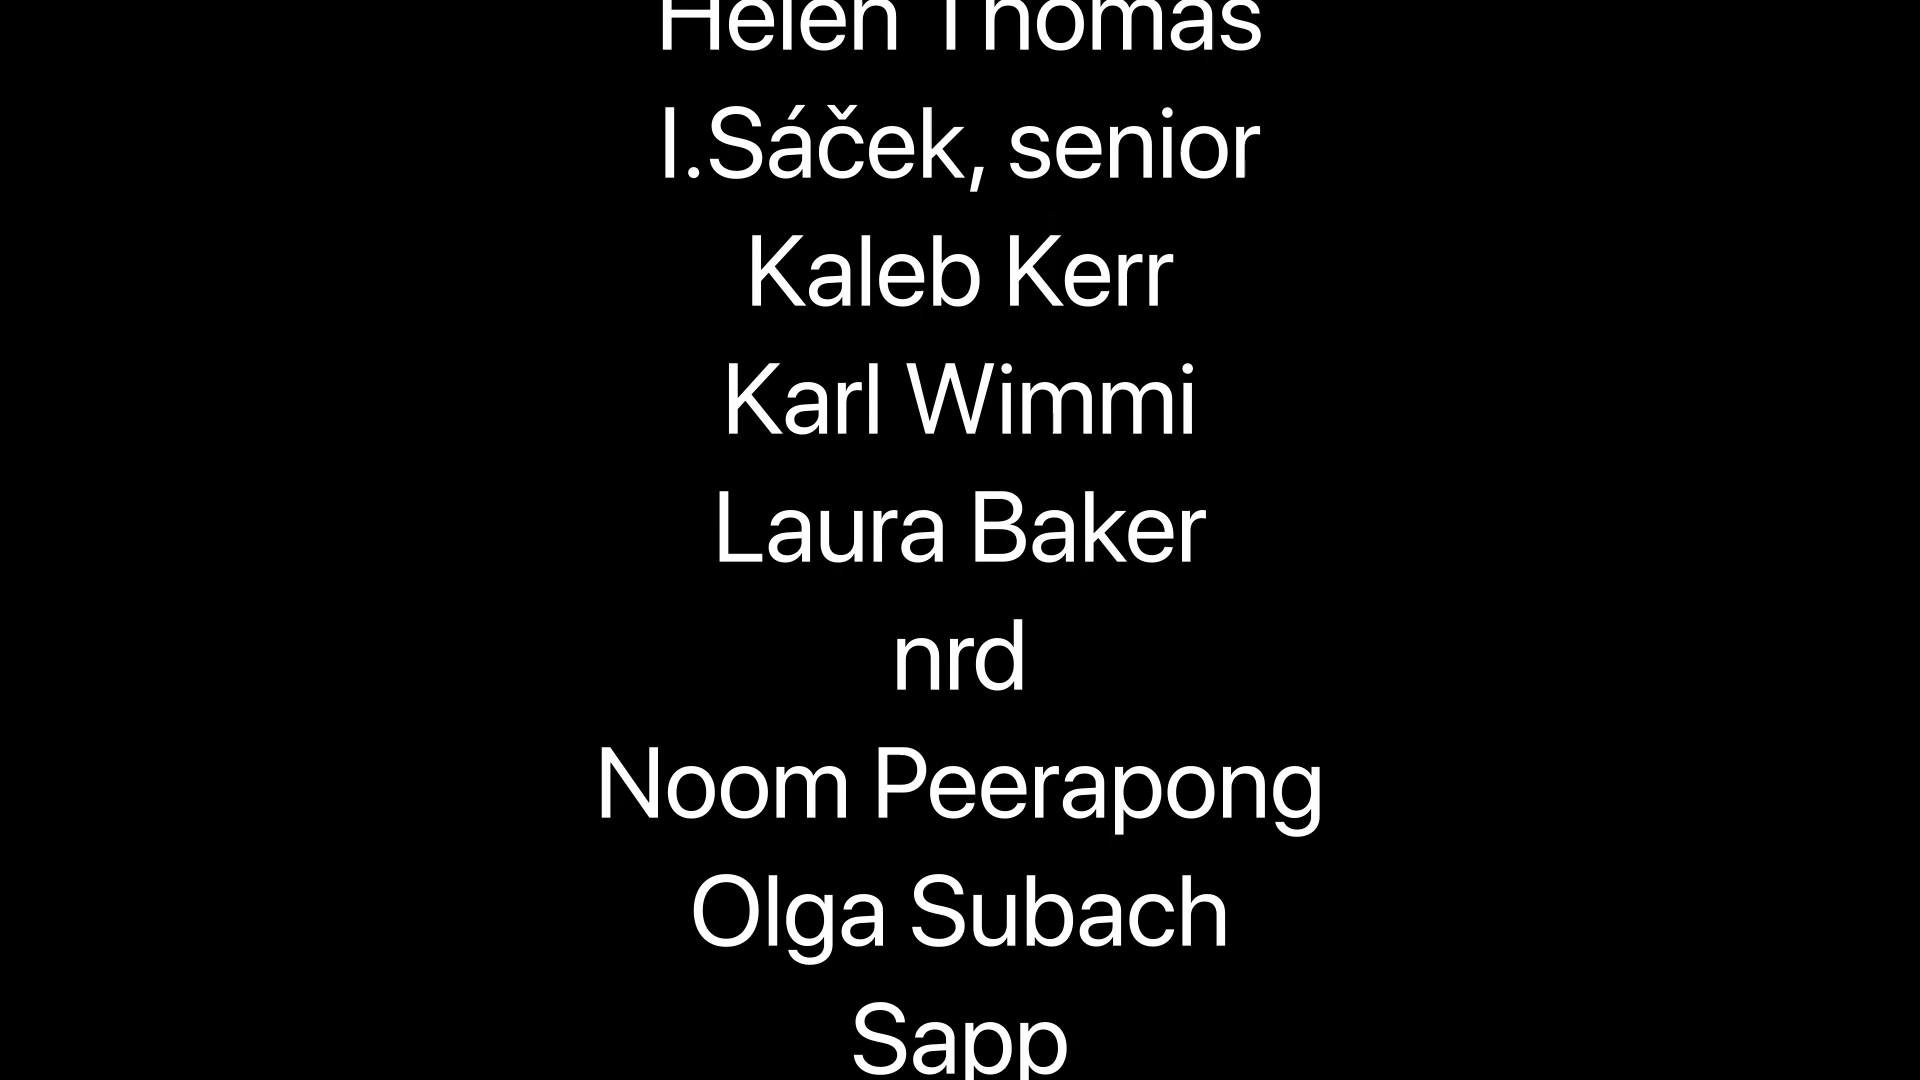 Helen Thomas
I.Sáček, senior
Kaleb Kerr
Karl Wimmi
Laura Baker
nrd
Noom Peerapong
Olga Subach
Sapp